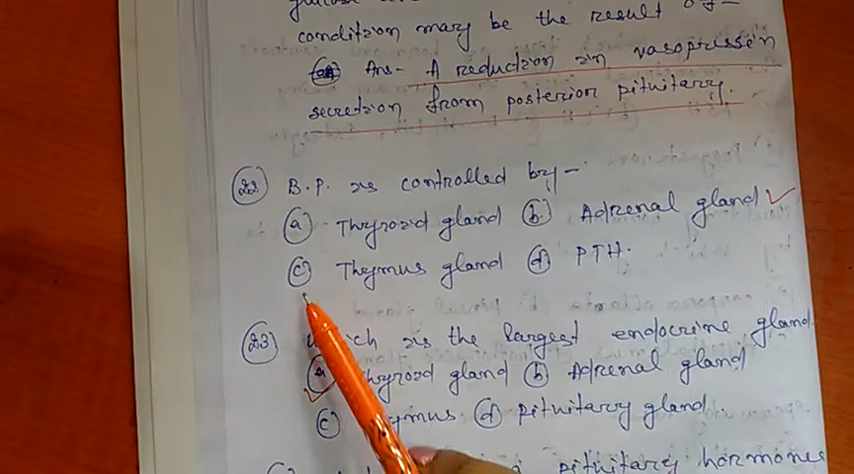 condition may be the result of-
Ans- A reduction in vasopressin
secretion from posterior pituitary.
(22) B.P. is controlled by-
(a) Thyroid gland (b) Adrenal gland ✓
(c) Thymus gland (d) PTH.
(23) Which is the largest endocrine gland.
(a) Thyroid gland (b) Adrenal gland
(c) Thymus. (d) Pituitary gland.
pituitary hormones